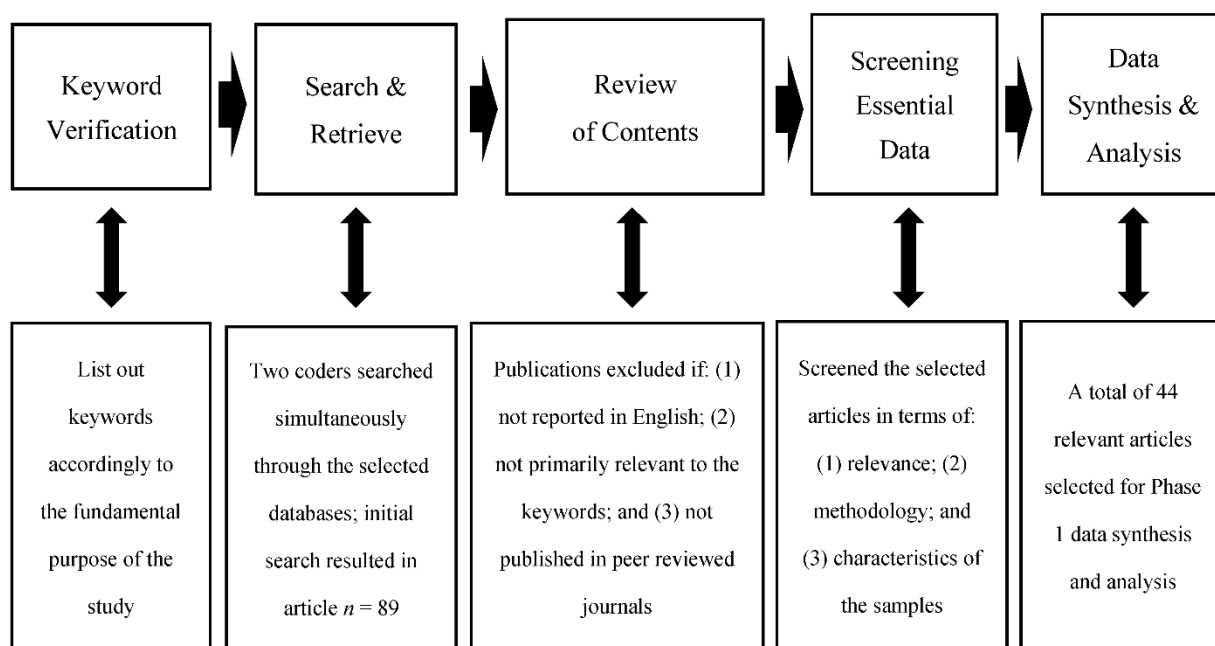 Keyword
Verification
Search &
Retrieve
Review
of Contents
Screening
Essential
Data
Data
Synthesis &
Analysis
List out
keywords
accordingly to
the fundamental
purpose of the
study
Two coders searched
simultaneously
through the selected
databases; initial
search resulted in
article n = 89
Publications excluded if: (1)
not reported in English; (2)
not primarily relevant to the
keywords; and (3) not
published in peer reviewed
journals
Screened the selected
articles in terms of:
(1) relevance; (2)
methodology; and
(3) characteristics of
the samples
A total of 44
relevant articles
selected for Phase
1 data synthesis
and analysis